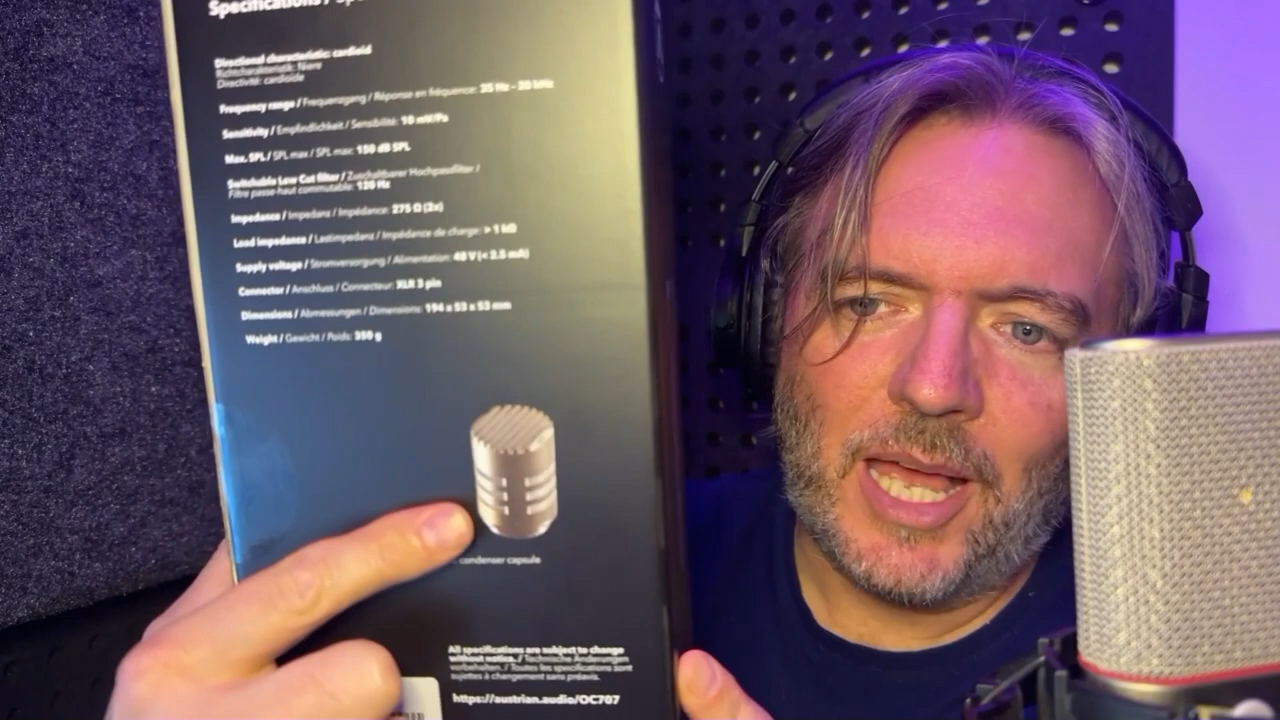 Specifications /
Directional characteristic: cardioid
Richtcharakteristik: Niere
Directivité: cardioïde
Frequency range / Frequenzgang / Réponse en fréquence: 25 Hz - 20 kHz
Sensitivity / Empfindlichkeit / Sensibilité: 10 mV/Pa
Max. SPL / SPL max / SPL max: 150 dB SPL
Switchable Low Cut filter / Zuschaltbarer Hochpassfilter /
Filtre passe-haut commutable: 120 Hz
Impedance / Impedanz / Impédance: 275 Ω (2x)
Load impedance / Lastimpedanz / Impédance de charge: > 1 kΩ
Supply voltage / Stromversorgung / Alimentation: 48 V (< 2.5 mA)
Connector / Anschluss / Connecteur: XLR 3 pin
Dimensions / Abmessungen / Dimensions: 194 x 53 x 53 mm
Weight / Gewicht / Poids: 350 g
condenser capsule
All specifications are subject to change
without notice. / Technische Änderungen
vorbehalten. / Toutes les specifications sont
sujettes à changement sans préavis.
https://austrian.audio/OC707